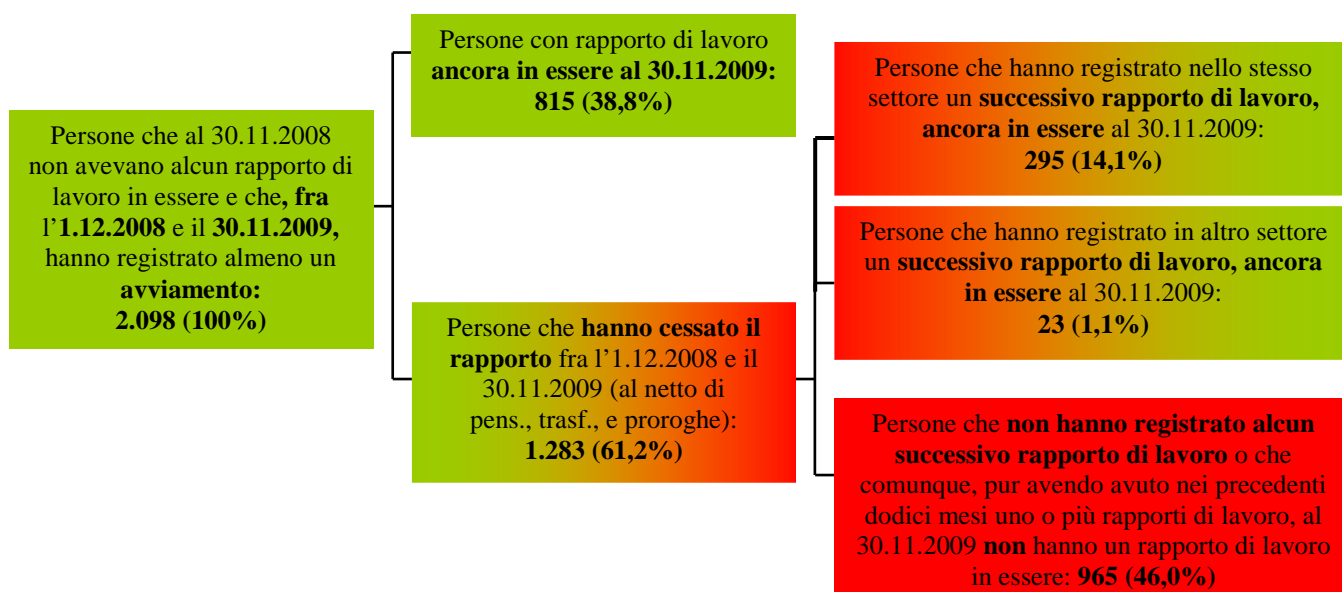 Persone che al 30.11.2008
non avevano alcun rapporto di
lavoro in essere e che, fra
l’1.12.2008 e il 30.11.2009,
hanno registrato almeno un
avviamento:
2.098 (100%)
Persone con rapporto di lavoro
ancora in essere al 30.11.2009:
815 (38,8%)
Persone che hanno cessato il
rapporto fra l’1.12.2008 e il
30.11.2009 (al netto di
pens., trasf., e proroghe):
1.283 (61,2%)
Persone che hanno registrato nello stesso
settore un successivo rapporto di lavoro,
ancora in essere al 30.11.2009:
295 (14,1%)
Persone che hanno registrato in altro settore
un successivo rapporto di lavoro, ancora
in essere al 30.11.2009:
23 (1,1%)
Persone che non hanno registrato alcun
successivo rapporto di lavoro o che
comunque, pur avendo avuto nei precedenti
dodici mesi uno o più rapporti di lavoro, al
30.11.2009 non hanno un rapporto di lavoro
in essere: 965 (46,0%)